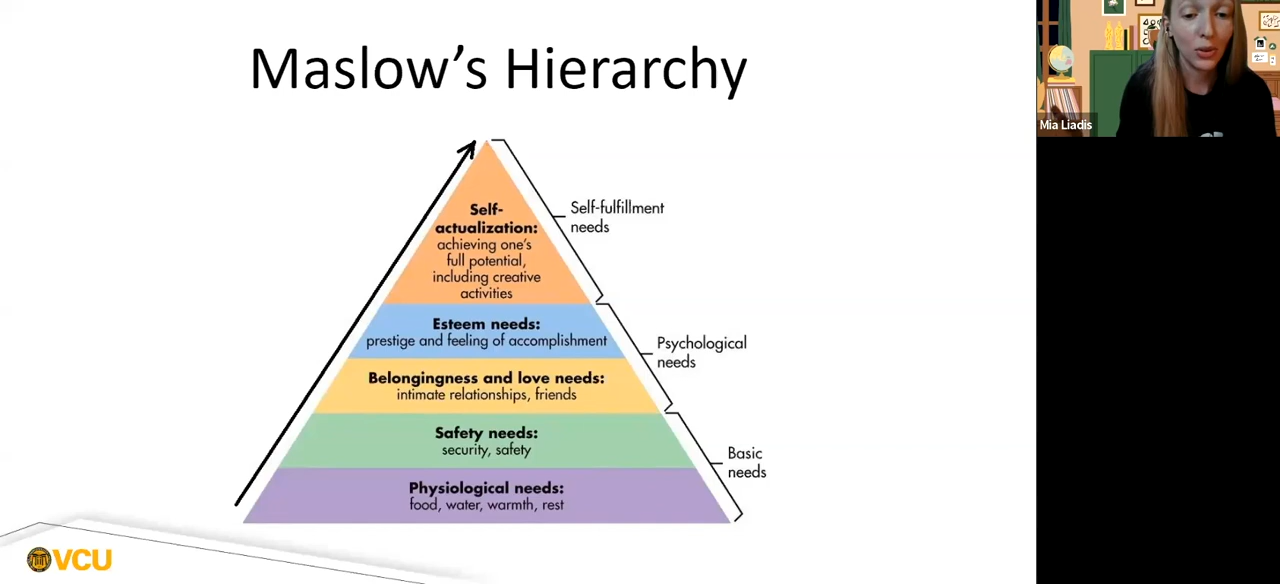 Maslow's Hierarchy
Mia Liadis
Self-
actualization:
achieving one's
full potential,
including creative
activities
Self-fulfillment
needs
Esteem needs:
prestige and feeling of accomplishment
Psychological
needs
Belongingness and love needs:
intimate relationships, friends
Safety needs:
security, safety
Basic
needs
Physiological needs:
food, water, warmth, rest
VCU